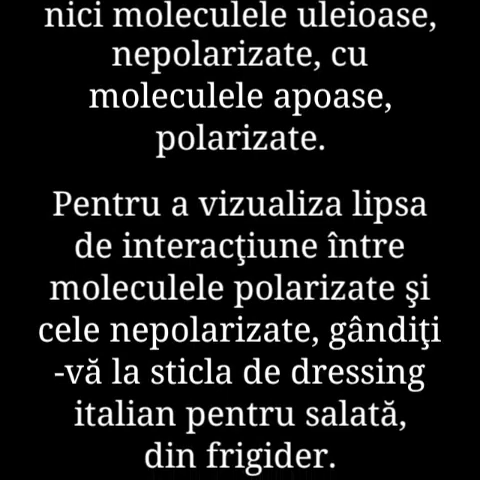 nici moleculele uleioase,
nepolarizate, cu
moleculele apoase,
polarizate.
Pentru a vizualiza lipsa
de interacţiune între
moleculele polarizate şi
cele nepolarizate, gândiţi
-vă la sticla de dressing
italian pentru salată,
din frigider.